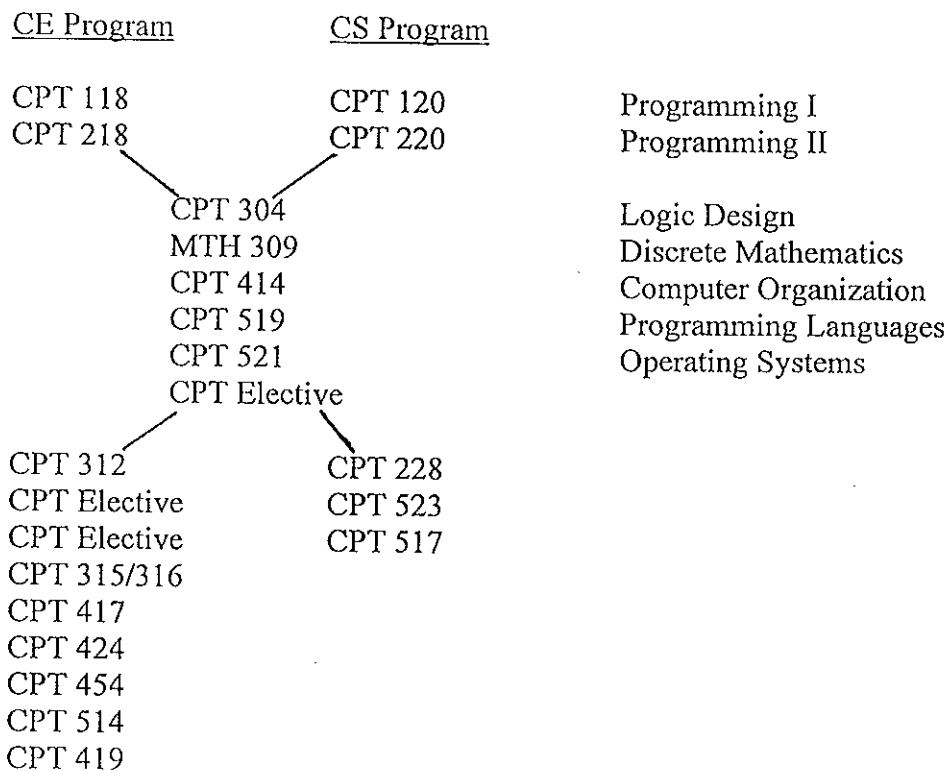 CE Program CS Program
CPT 118 CPT 120 Programming I
CPT 218 CPT 220 Programming II
CPT 304 Logic Design
MTH 309 Discrete Mathematics
CPT 414 Computer Organization
CPT 519 Programming Languages
CPT 521 Operating Systems
CPT Elective
CPT 312 CPT 228
CPT Elective CPT 523
CPT Elective CPT 517
CPT 315/316
CPT 417
CPT 424
CPT 454
CPT 514
CPT 419